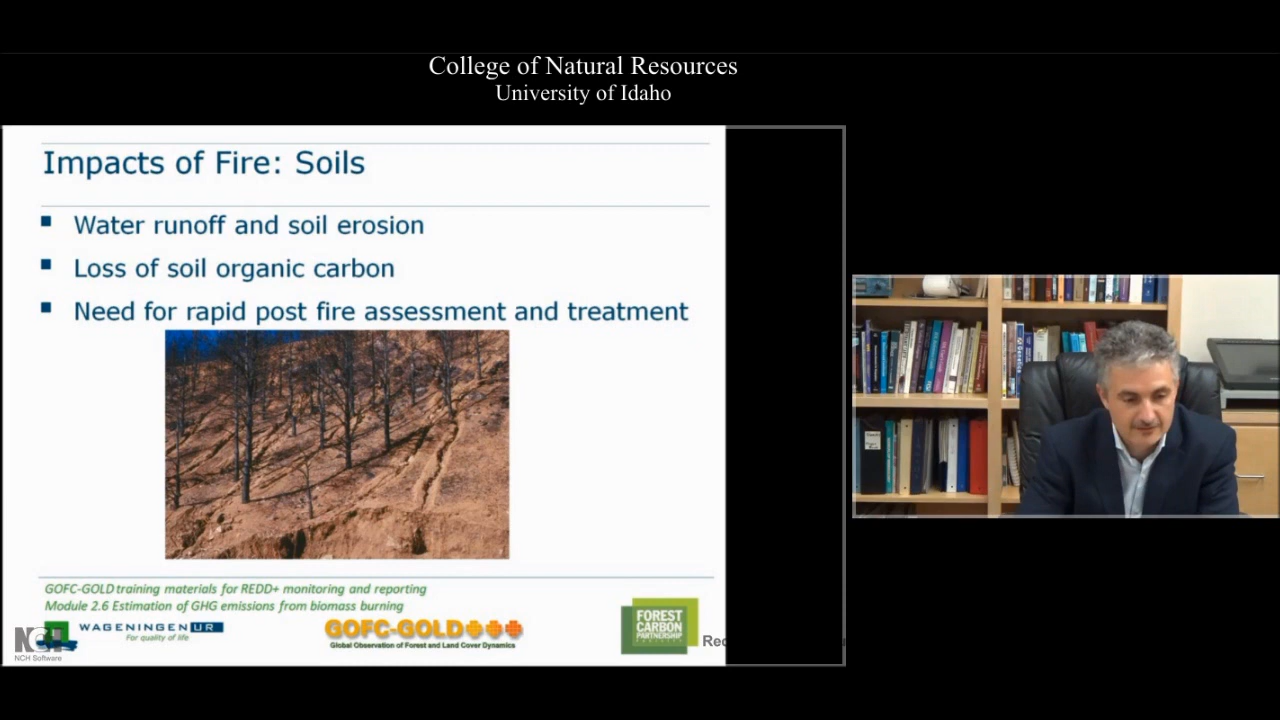 College of Natural Resources
University of Idaho
Impacts of Fire: Soils
Water runoff and soil erosion
Loss of soil organic carbon
Need for rapid post fire assessment and treatment
GOFC-GOLD training materials for REDD+ monitoring and reporting
Module 2.6 Estimation of GHG emissions from biomass burning
WAGENINGEN UR
For quality of life
GOFC-GOLD
Global Observation of Forest and Land Cover Dynamics
FOREST
CARBON
PARTNERSHIP
NCH
NCH Software